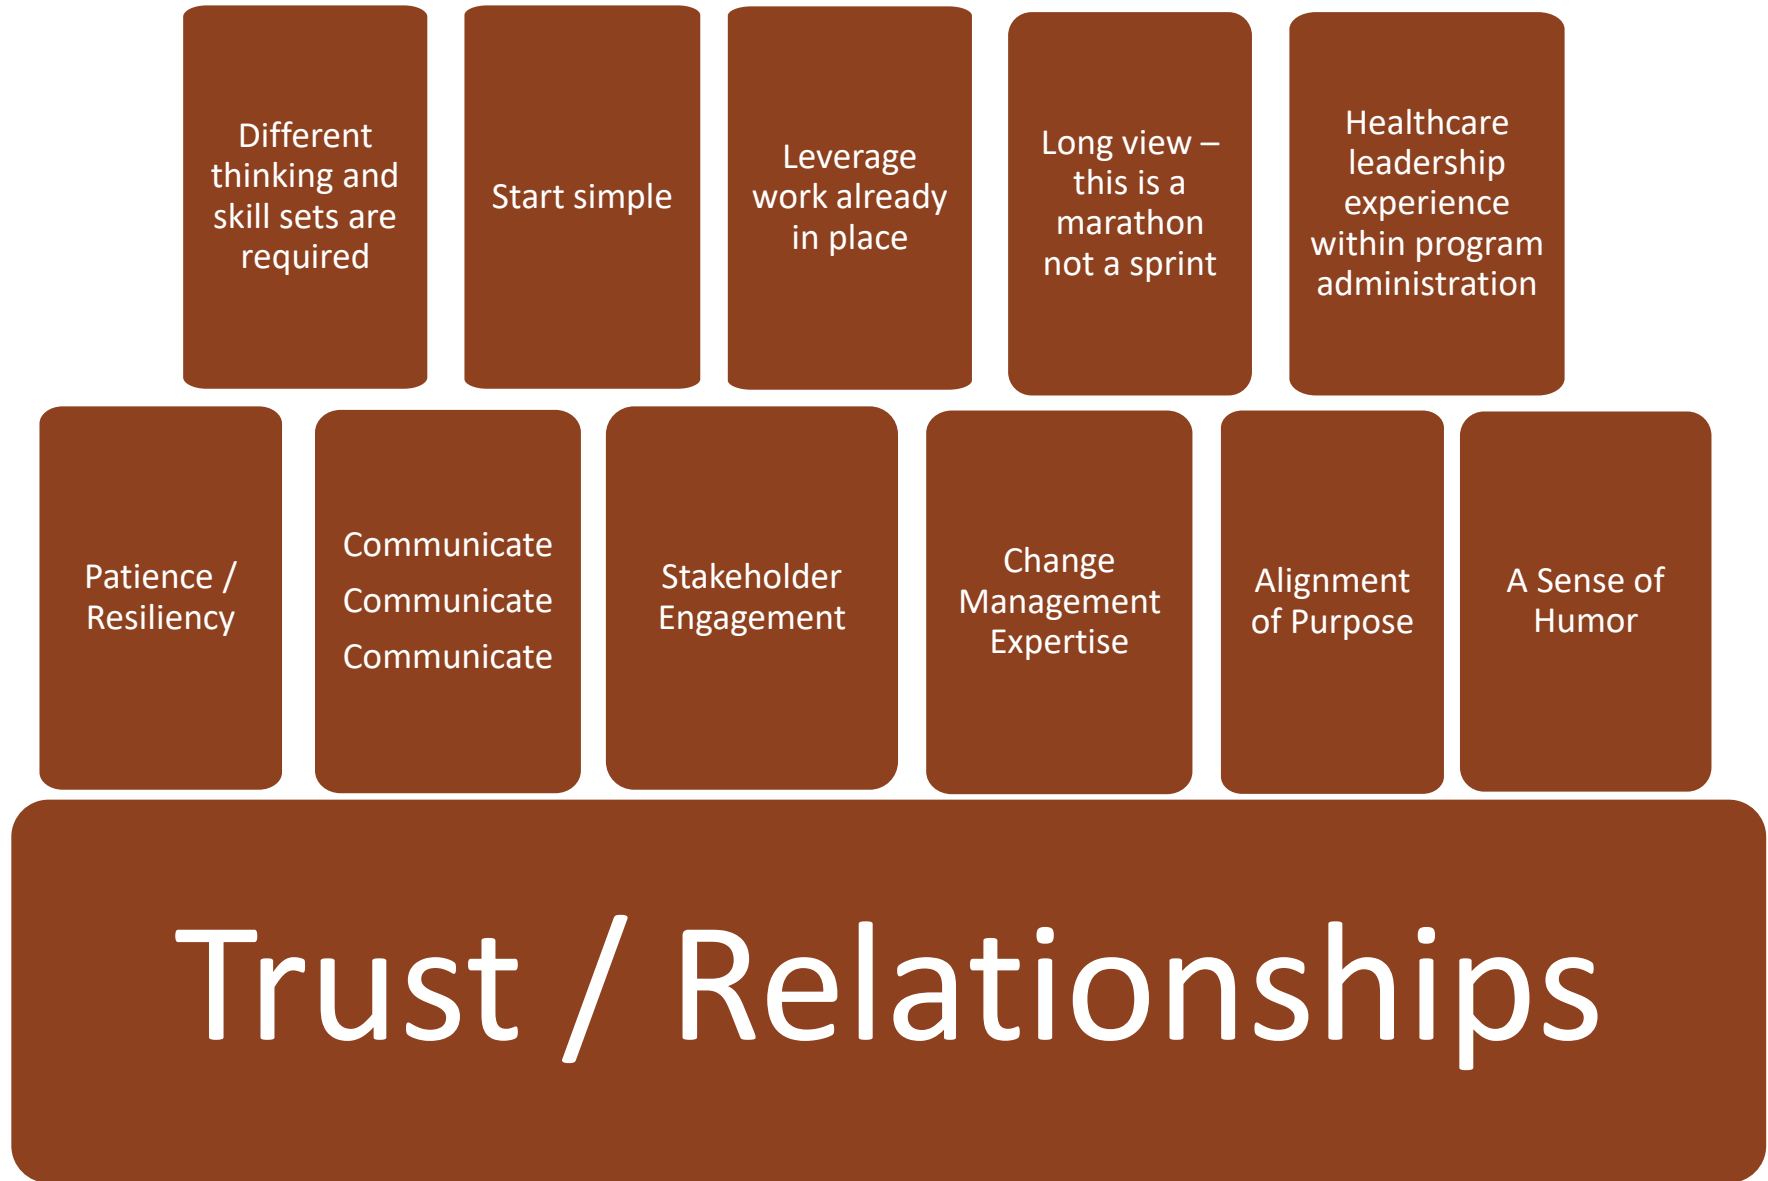 Different
thinking and
skill sets are
required
Start simple
Leverage
work already
in place
Long view –
this is a
marathon
not a sprint
Healthcare
leadership
experience
within program
administration
Patience /
Resiliency
Communicate
Communicate
Communicate
Stakeholder
Engagement
Change
Management
Expertise
Alignment
of Purpose
A Sense of
Humor
Trust / Relationships